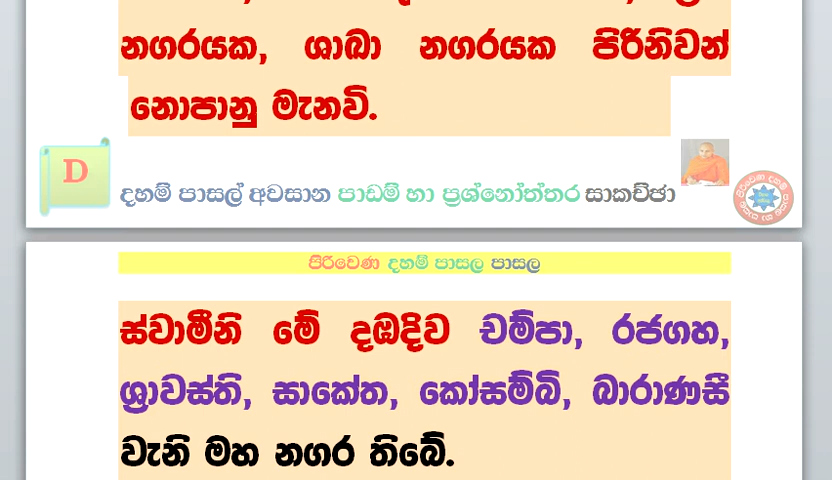 නගරයක, ශාඛා නගරයක පිරිනිවන්
නොපානු මැනවි.
D
දහම් පාසල් අවසාන පාඩම් හා ප්‍රශ්නෝත්තර සාකච්ඡා
පිරිවෙණ දහම් පාසල පාසල
ස්වාමීනි මේ දඹදිව චම්පා, රජගහ,
ශ්‍රාවස්ති, සාකේත, කෝසම්බි, බාරාණසී
වැනි මහ නගර තිබේ.